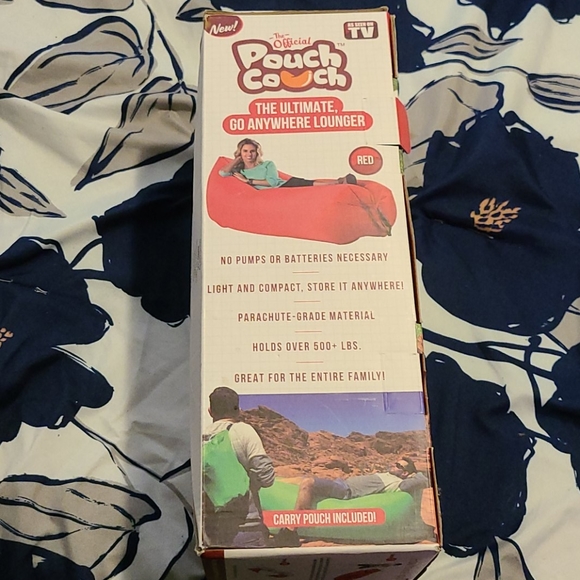 New!
AS SEEN ON
TV
The
Official
Pouch
Couch™
THE ULTIMATE,
GO ANYWHERE LOUNGER
RED
NO PUMPS OR BATTERIES NECESSARY
LIGHT AND COMPACT, STORE IT ANYWHERE!
PARACHUTE-GRADE MATERIAL
HOLDS OVER 500+ LBS.
GREAT FOR THE ENTIRE FAMILY!
CARRY POUCH INCLUDED!